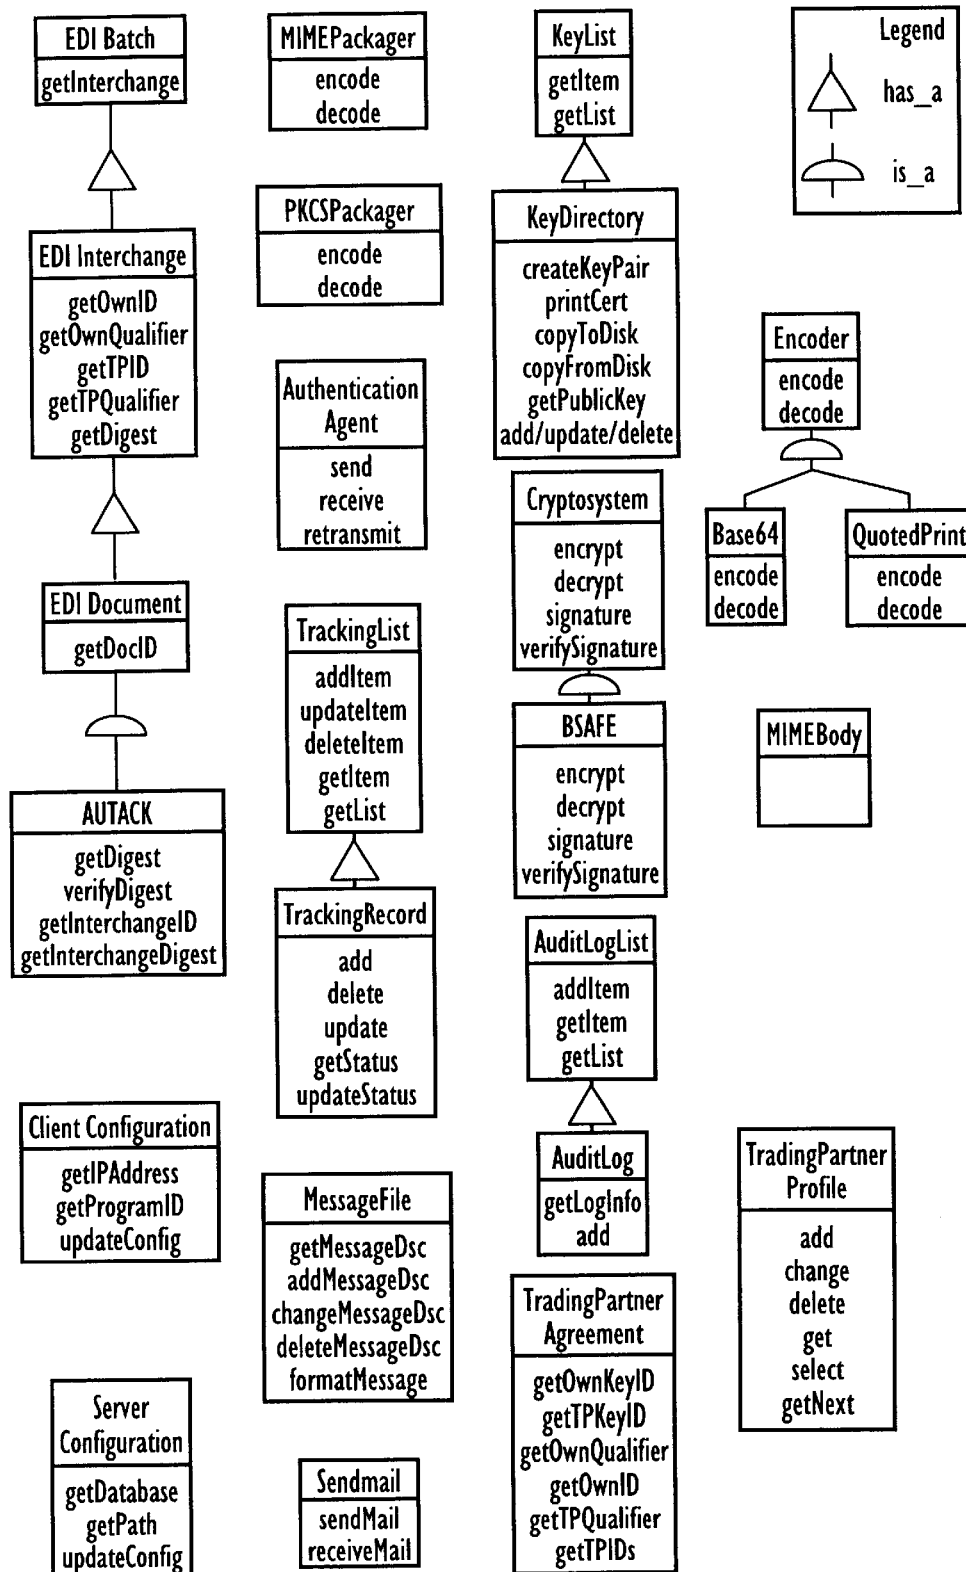 EDI Batch
getInterchange
EDI Interchange
getOwnID
getOwnQualifier
getTPID
getTPQualifier
getDigest
EDI Document
getDocID
AUTACK
getDigest
verifyDigest
getInterchangeID
getInterchangeDigest
Client Configuration
getIPAddress
getProgramID
updateConfig
Server
Configuration
getDatabase
getPath
updateConfig
MIMEPackager
encode
decode
PKCSPackager
encode
decode
Authentication
Agent
send
receive
retransmit
TrackingList
addItem
updateItem
deleteItem
getItem
getList
TrackingRecord
add
delete
update
getStatus
updateStatus
MessageFile
getMessageDsc
addMessageDsc
changeMessageDsc
deleteMessageDsc
formatMessage
Sendmail
sendMail
receiveMail
KeyList
getItem
getList
KeyDirectory
createKeyPair
printCert
copyToDisk
copyFromDisk
getPublicKey
add/update/delete
Cryptosystem
encrypt
decrypt
signature
verifySignature
BSAFE
encrypt
decrypt
signature
verifySignature
AuditLogList
addItem
getItem
getList
AuditLog
getLogInfo
add
TradingPartner
Agreement
getOwnKeyID
getTPKeyID
getOwnQualifier
getOwnID
getTPQualifier
getTPIDs
Legend
has_a
is_a
Encoder
encode
decode
Base64
encode
decode
QuotedPrint
encode
decode
MIMEBody
TradingPartner
Profile
add
change
delete
get
select
getNext